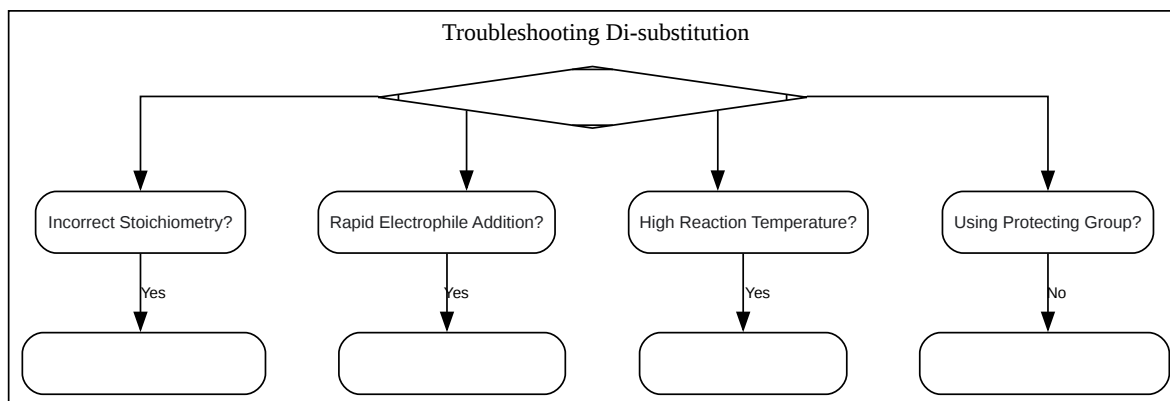 Troubleshooting Di-substitution
Incorrect Stoichiometry?
Rapid Electrophile Addition?
High Reaction Temperature?
Using Protecting Group?
Yes
Yes
Yes
No